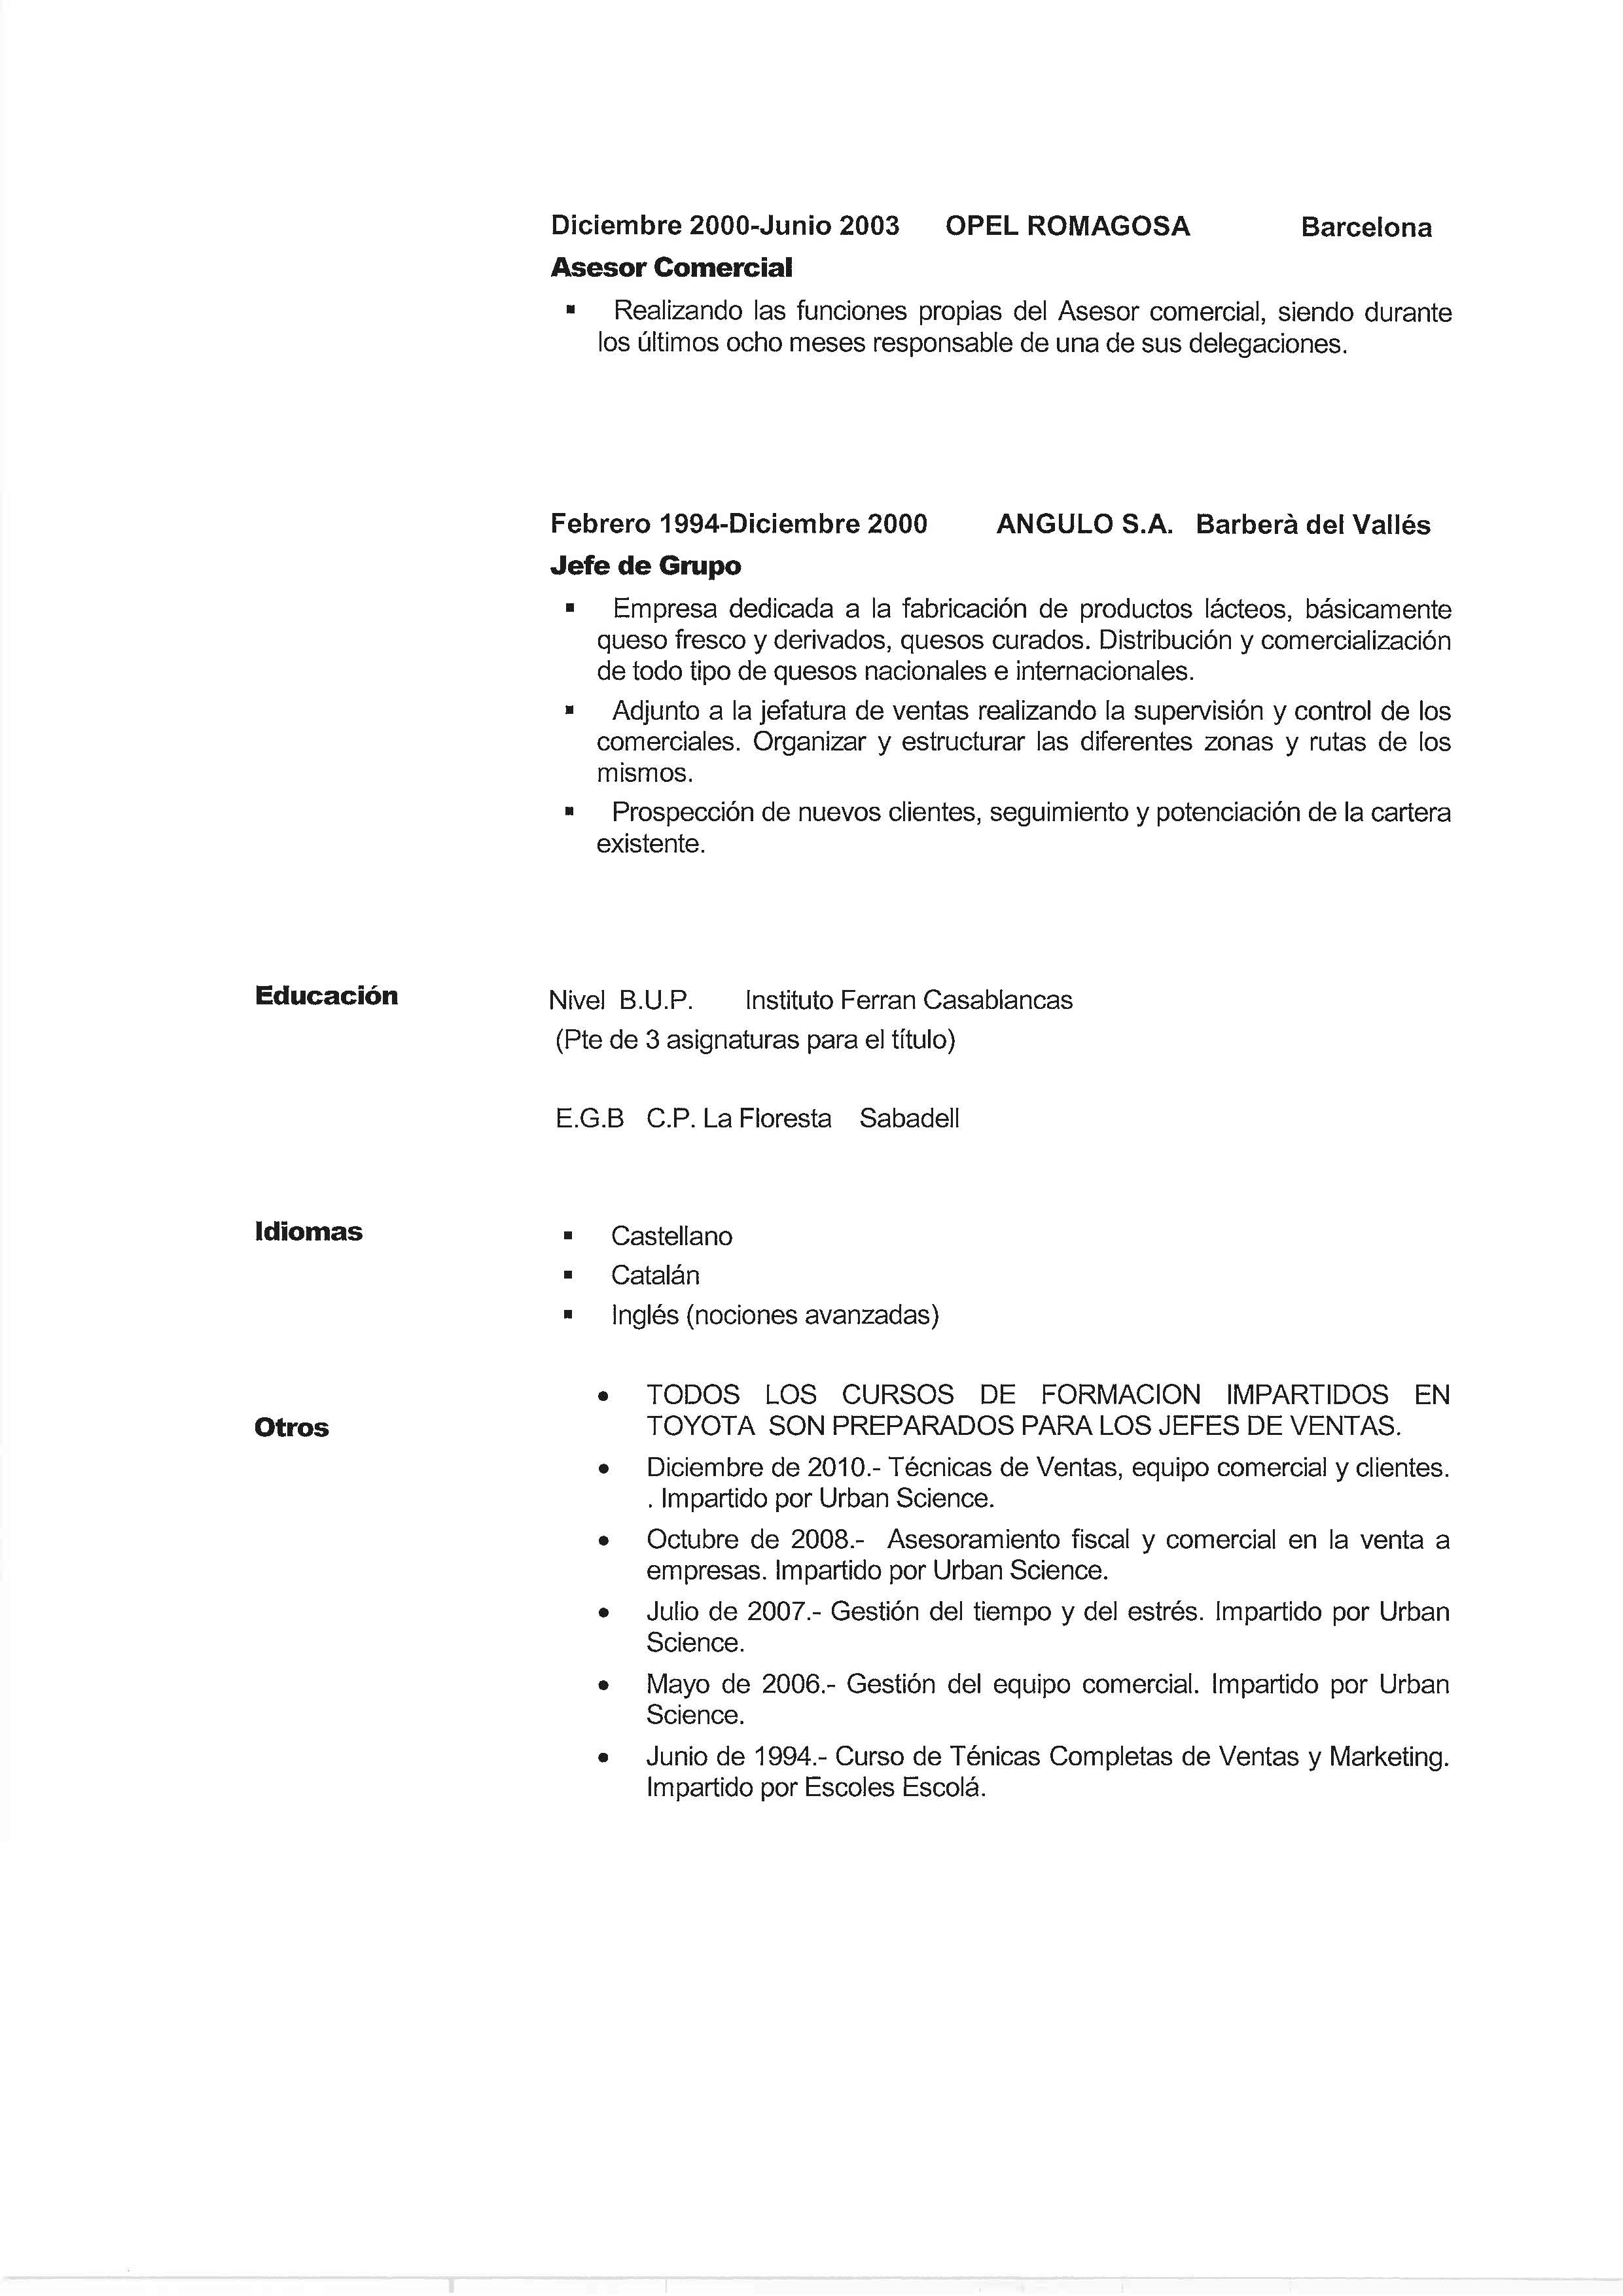 Diciembre 2000-Junio 2003 OPEL ROMAGOSA Barcelona
Asesor Comercial
▪ Realizando las funciones propias del Asesor comercial, siendo durante
los últimos ocho meses responsable de una de sus delegaciones.
Febrero 1994-Diciembre 2000 ANGULO S.A. Barberà del Vallés
Jefe de Grupo
▪ Empresa dedicada a la fabricación de productos lácteos, básicamente
queso fresco y derivados, quesos curados. Distribución y comercialización
de todo tipo de quesos nacionales e internacionales.
▪ Adjunto a la jefatura de ventas realizando la supervisión y control de los
comerciales. Organizar y estructurar las diferentes zonas y rutas de los
mismos.
▪ Prospección de nuevos clientes, seguimiento y potenciación de la cartera
existente.
Educación Nivel B.U.P. Instituto Ferran Casablancas
(Pte de 3 asignaturas para el título)
E.G.B C.P. La Floresta Sabadell
Idiomas ▪ Castellano
▪ Catalán
▪ Inglés (nociones avanzadas)
• TODOS LOS CURSOS DE FORMACION IMPARTIDOS EN
Otros TOYOTA SON PREPARADOS PARA LOS JEFES DE VENTAS.
• Diciembre de 2010.- Técnicas de Ventas, equipo comercial y clientes.
. Impartido por Urban Science.
• Octubre de 2008.- Asesoramiento fiscal y comercial en la venta a
empresas. Impartido por Urban Science.
• Julio de 2007.- Gestión del tiempo y del estrés. Impartido por Urban
Science.
• Mayo de 2006.- Gestión del equipo comercial. Impartido por Urban
Science.
• Junio de 1994.- Curso de Ténicas Completas de Ventas y Marketing.
Impartido por Escoles Escolá.